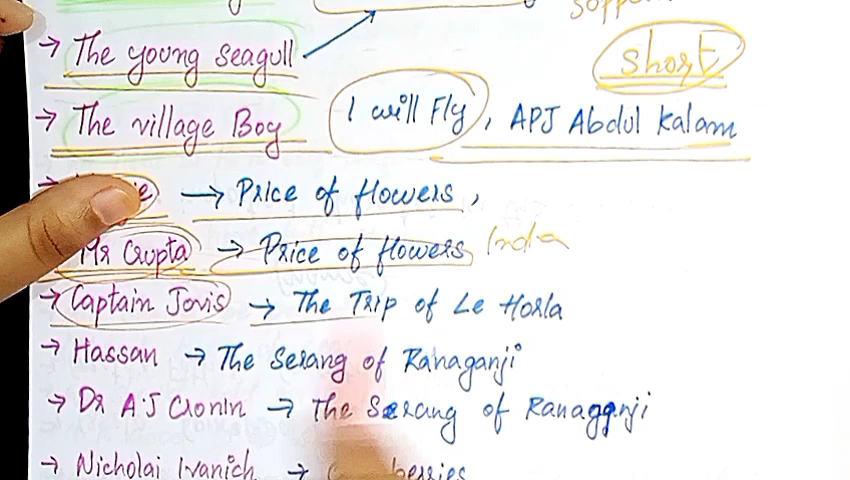 → The young seagull
short
→ The village Boy I will Fly, APJ Abdul Kalam
→ Price of flowers,
Mr Gupta → Price of flowers India
→ Captain Jovis → The Trip of Le Horla
→ Hassan → The Serang of Ranaganji
→ Dr A.J Cronin → The Serang of Ranaganji
→ Nicholai Ivanich →